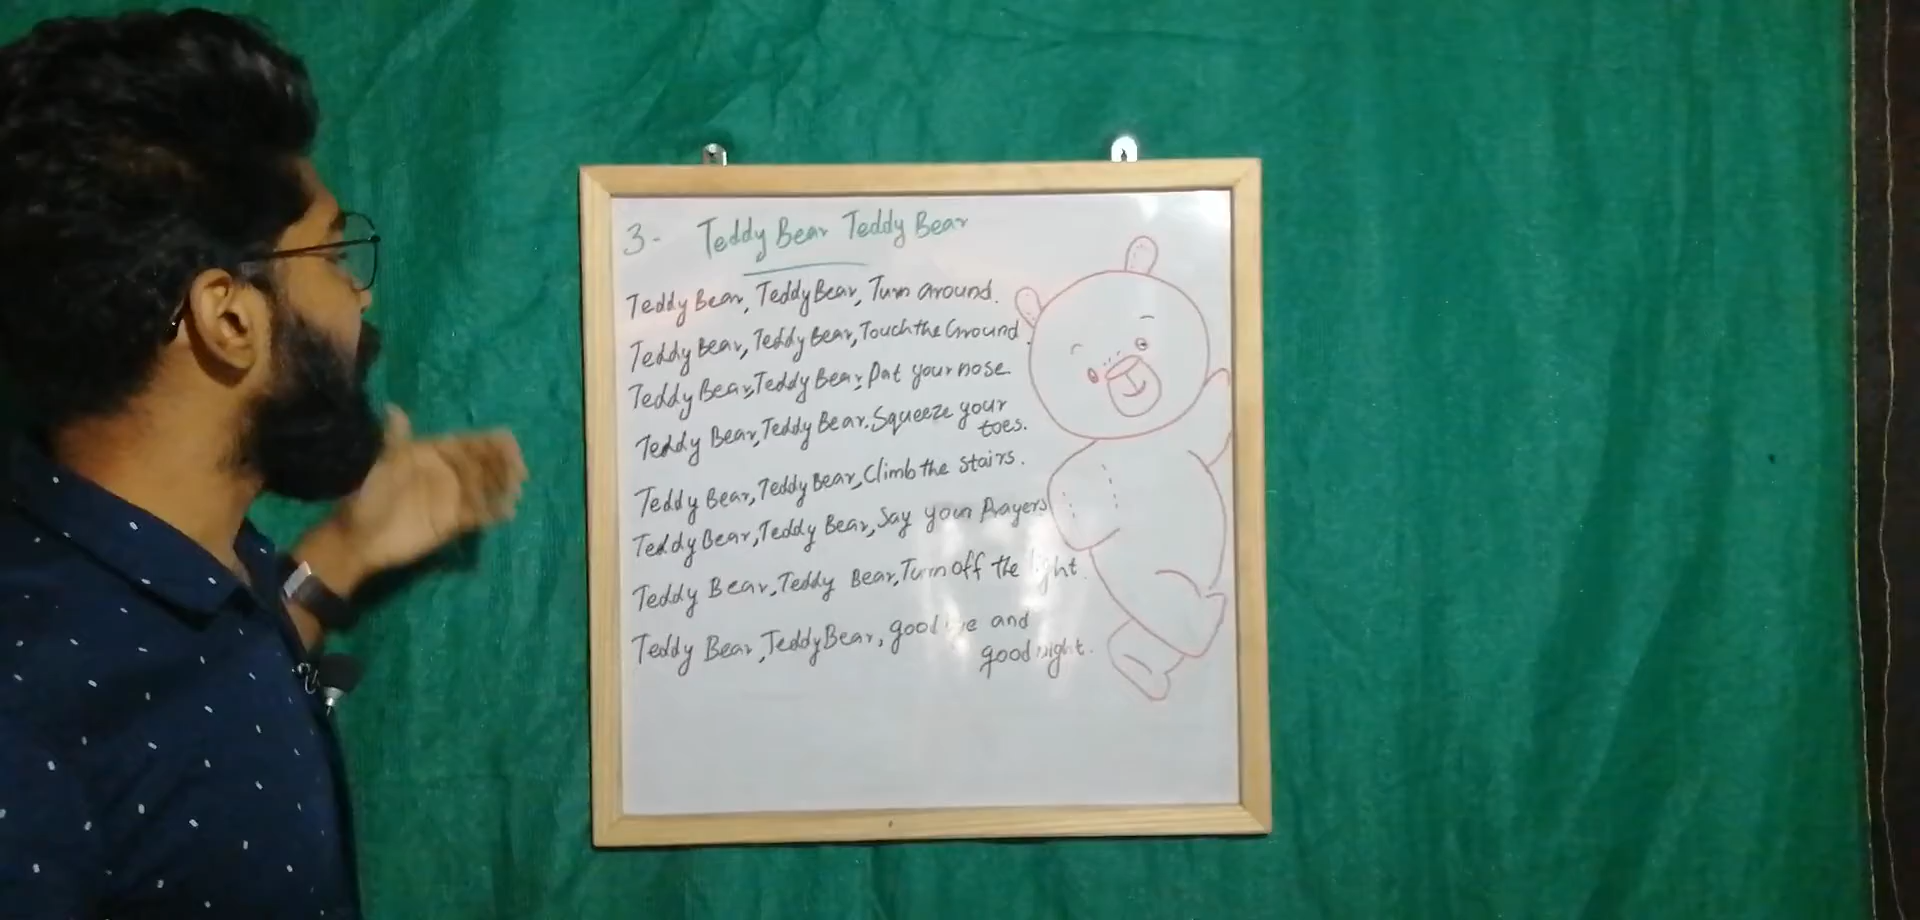 3- Teddy Bear Teddy Bear
Teddy Bear, Teddy Bear, Turn around.
Teddy Bear, Teddy Bear, Touch the Ground.
Teddy Bear, Teddy Bear, Pat your nose
Teddy Bear, Teddy Bear, Squeeze your
toes.
Teddy Bear, Teddy Bear, Climb the stairs.
Teddy Bear, Teddy Bear, Say your Prayers
Teddy Bear, Teddy Bear, Turn off the light.
Teddy Bear, Teddy Bear, and
good night.